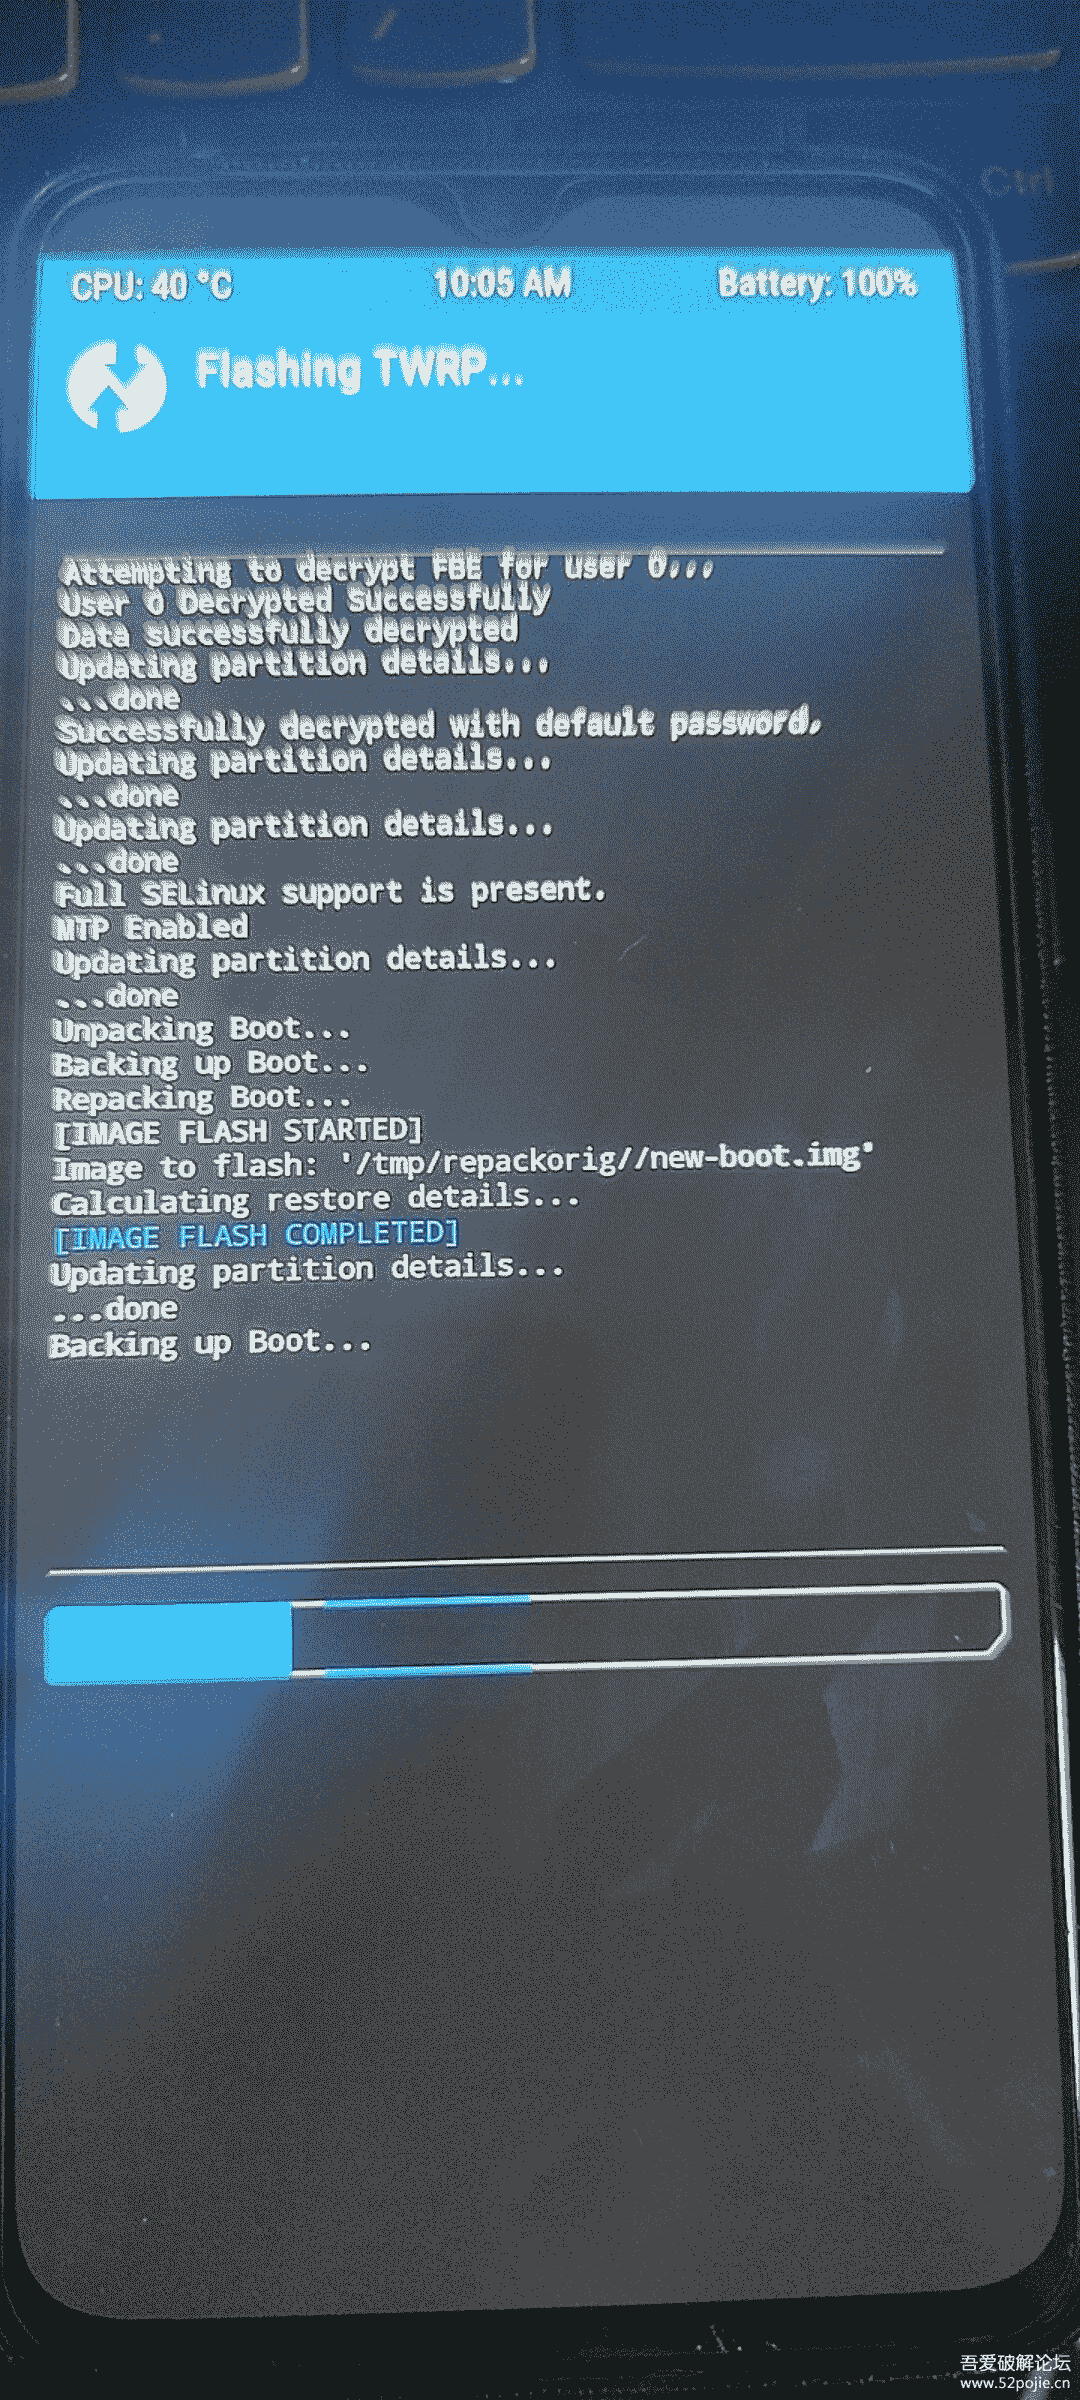 Ctrl
CPU: 40 °C
10:05 AM
Battery: 100%
Flashing TWRP...
Attempting to decrypt FBE for user 0...
User 0 Decrypted Successfully
Data successfully decrypted
Updating partition details...
...done
Successfully decrypted with default password.
Updating partition details...
...done
Updating partition details...
...done
Full SELinux support is present.
MTP Enabled
Updating partition details...
...done
Unpacking Boot...
Backing up Boot...
Repacking Boot...
[IMAGE FLASH STARTED]
Image to flash: '/tmp/repackorig//new-boot.img'
Calculating restore details...
[IMAGE FLASH COMPLETED]
Updating partition details...
...done
Backing up Boot...
吾爱破解论坛
www.52pojie.cn